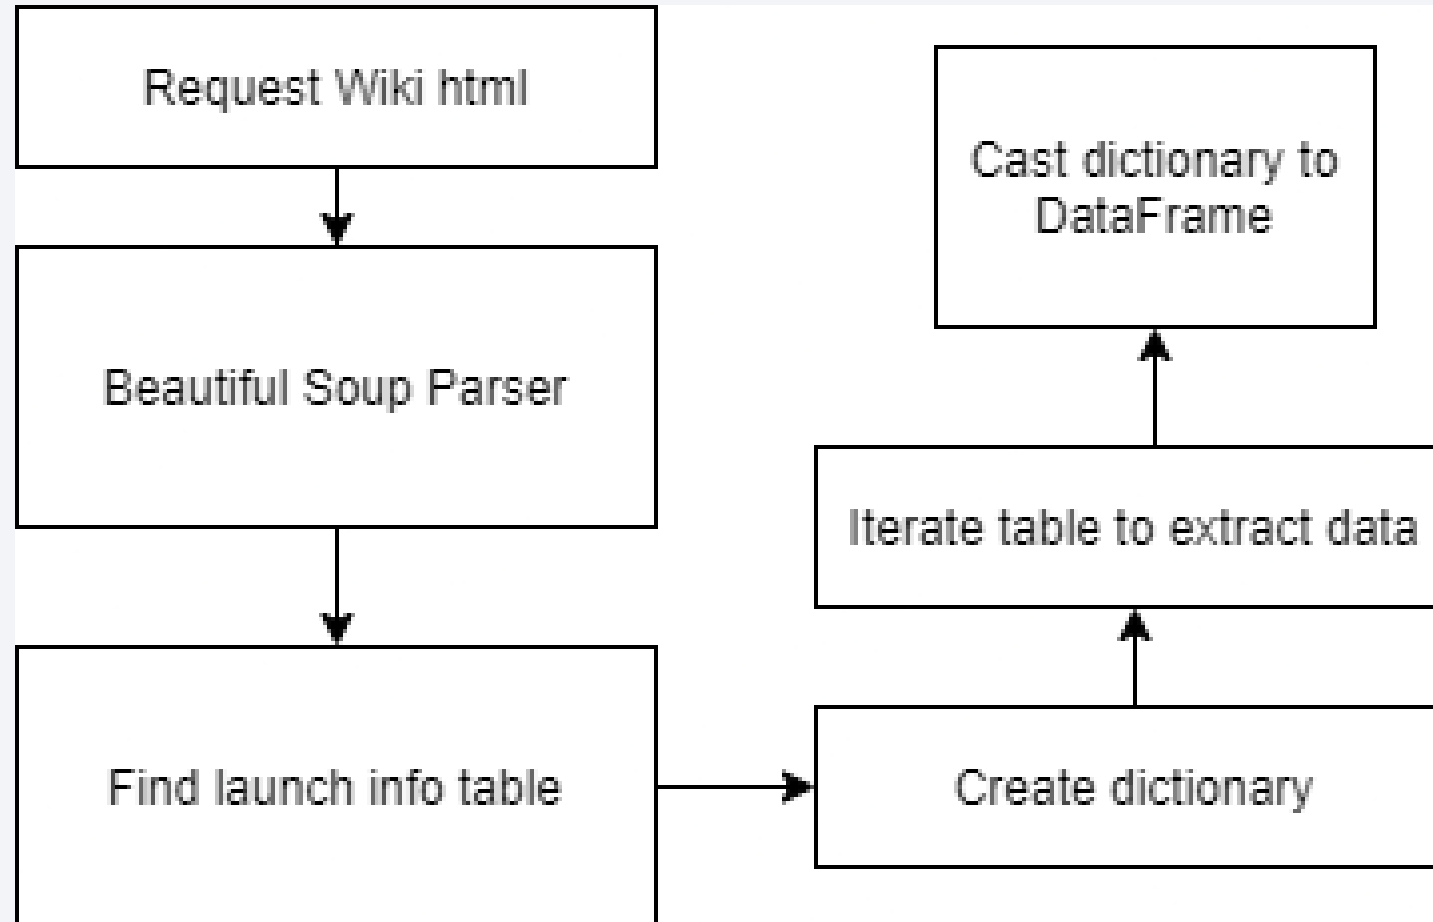 Request Wiki html
Beautiful Soup Parser
Find launch info table
Create dictionary
Iterate table to extract data
Cast dictionary to
DataFrame